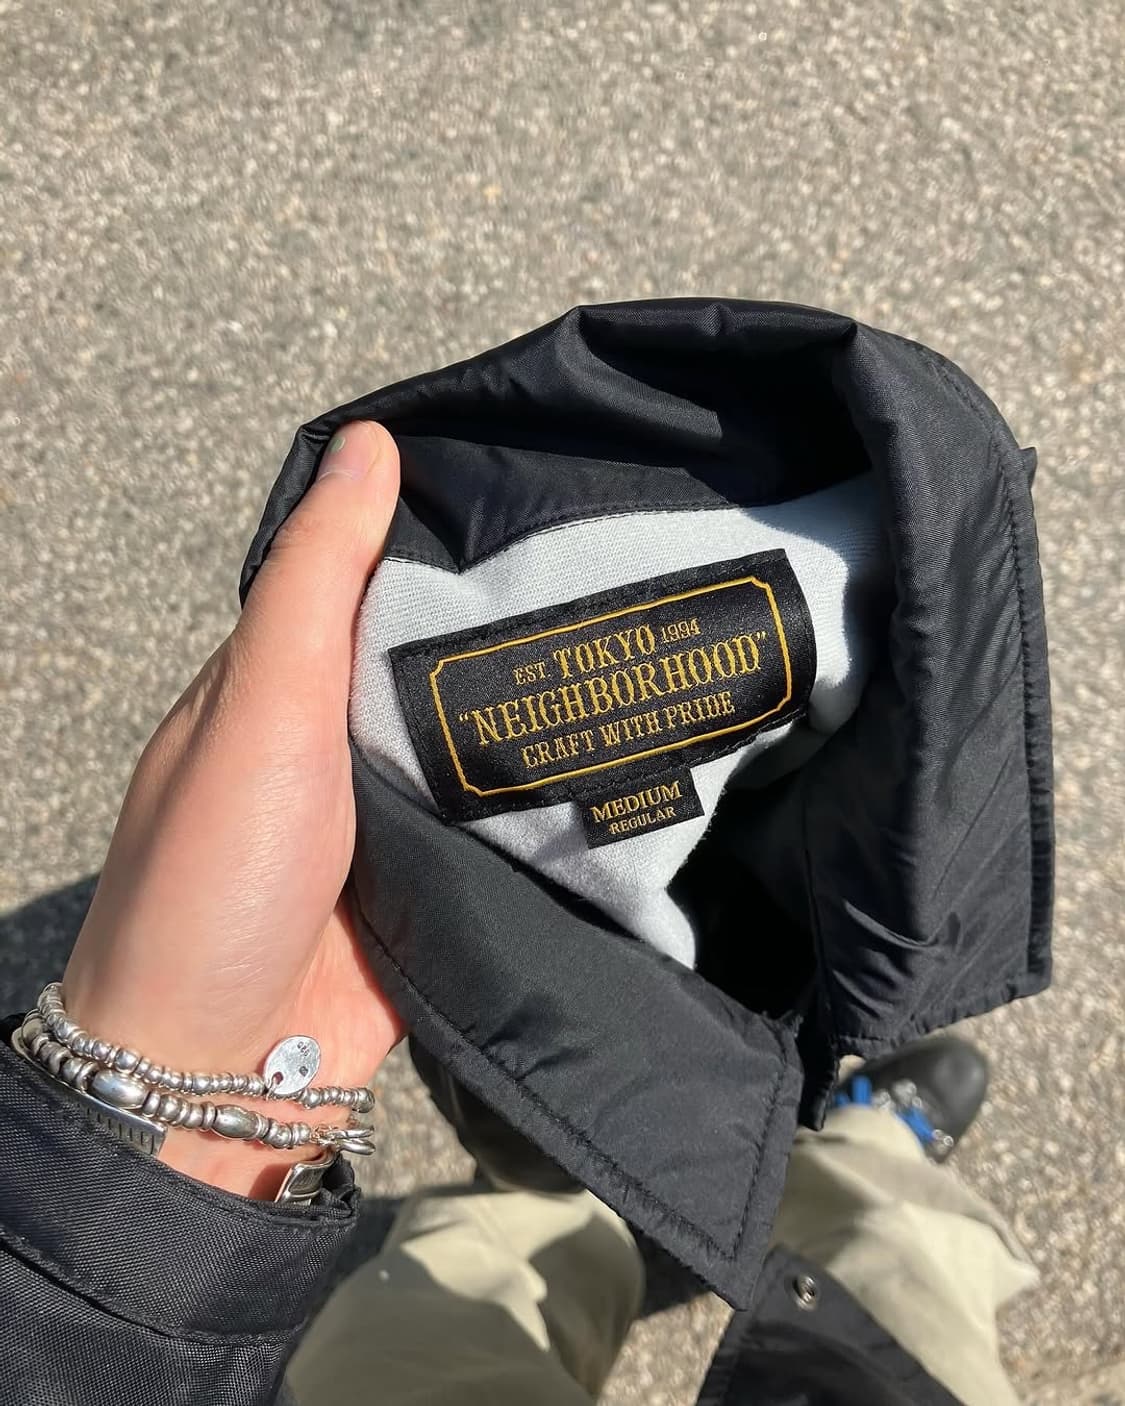 EST TOKYO 1994
"NEIGHBORHOOD"
CRAFT WITH PRIDE
MEDIUM
REGULAR